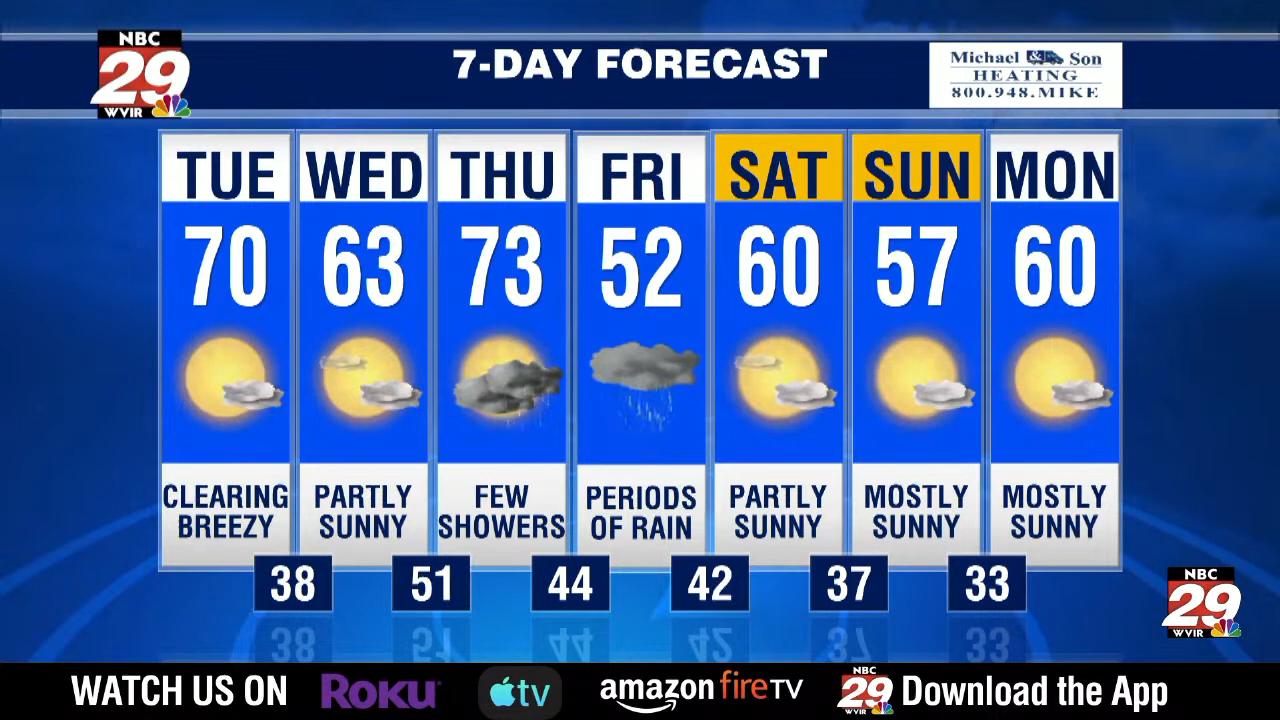 NBC
29
WVIR
7-DAY FORECAST
Michael & Son
HEATING
800.948.MIKE
TUE WED THU FRI SAT SUN MON
70 63 73 52 60 57 60
CLEARING BREEZY
PARTLY SUNNY
FEW SHOWERS
PERIODS OF RAIN
PARTLY SUNNY
MOSTLY SUNNY
MOSTLY SUNNY
38 51 44 42 37 33
NBC
29
WVIR
WATCH US ON ROKU tv amazon fireTV NBC 29 WVIR Download the App